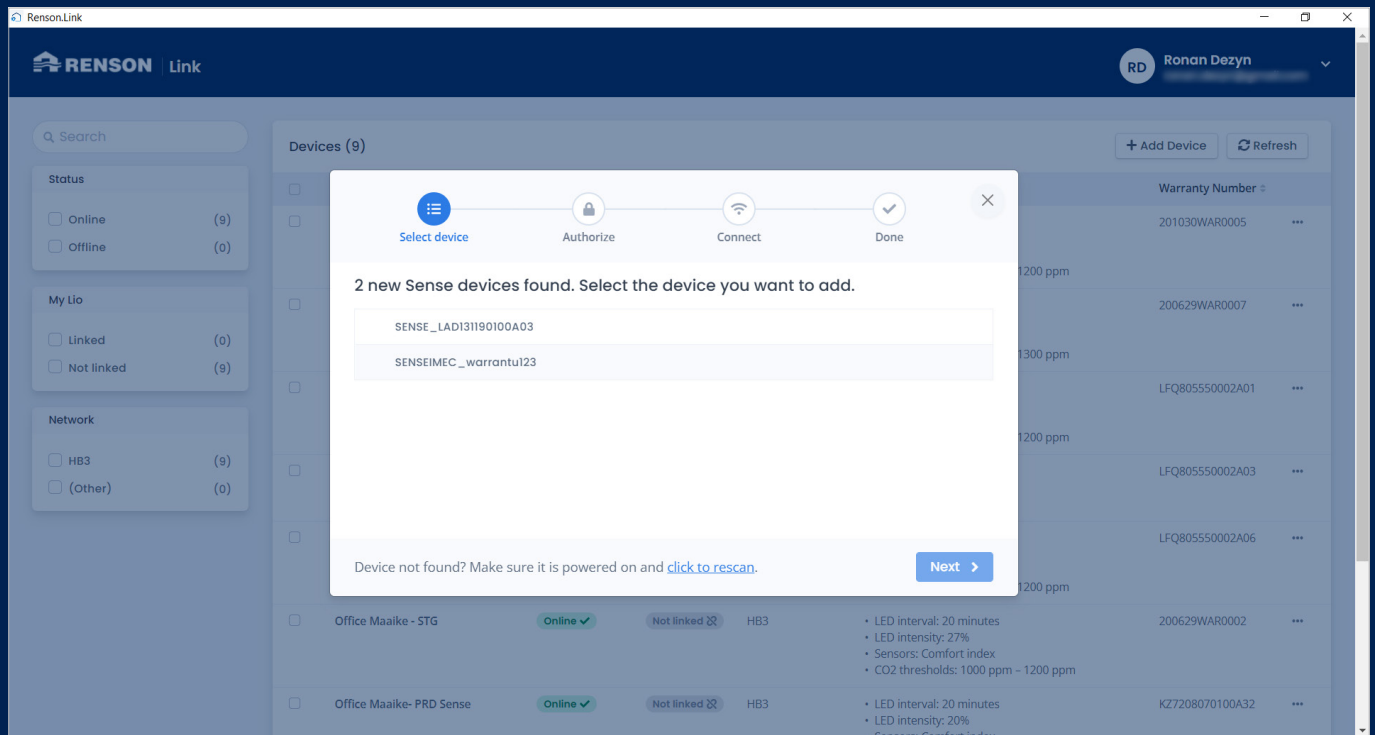 Renson.Link
RENSON Link
RD
Ronan Dezyn
Search
Status
Online (9)
Offline (0)
My Lio
Linked (0)
Not linked (9)
Network
HB3 (9)
(Other) (0)
Devices (9)
+ Add Device
Refresh
Warranty Number
201030WAR0005 •••
1200 ppm
200629WAR0007 •••
1300 ppm
LFQ805550002A01 •••
1200 ppm
LFQ805550002A03 •••
LFQ805550002A06 •••
1200 ppm
Select device
Authorize
Connect
Done
2 new Sense devices found. Select the device you want to add.
SENSE_LAD131190100A03
SENSEIMEC_warrantu123
Device not found? Make sure it is powered on and click to rescan.
Next
Office Maaike - STG Online Not linked HB3 • LED interval: 20 minutes 200629WAR0002 •••
• LED intensity: 27%
• Sensors: Comfort index
• CO2 thresholds: 1000 ppm – 1200 ppm
Office Maaike- PRD Sense Online Not linked HB3 • LED interval: 20 minutes KZ7208070100A32 •••
• LED intensity: 20%